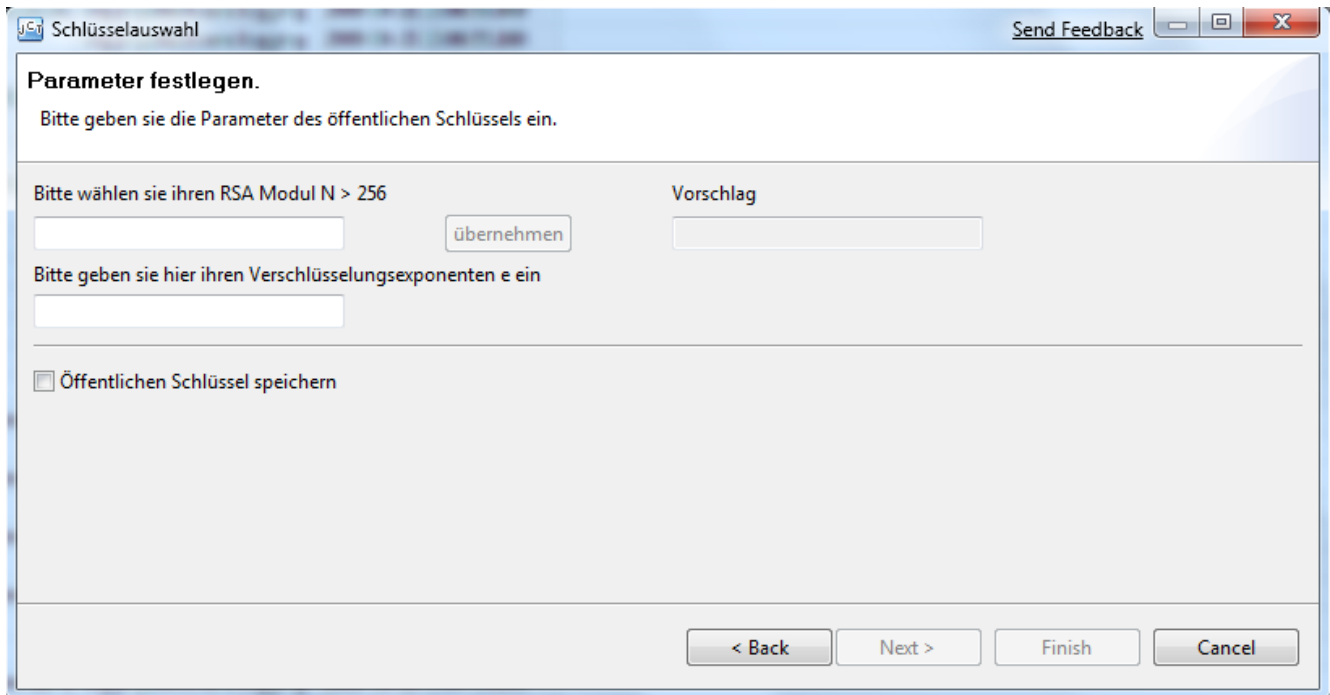 JCT Schlüsselauswahl Send Feedback
Parameter festlegen.
Bitte geben sie die Parameter des öffentlichen Schlüssels ein.
Bitte wählen sie ihren RSA Modul N > 256 Vorschlag
übernehmen
Bitte geben sie hier ihren Verschlüsselungsexponenten e ein
Öffentlichen Schlüssel speichern
< Back Next > Finish Cancel